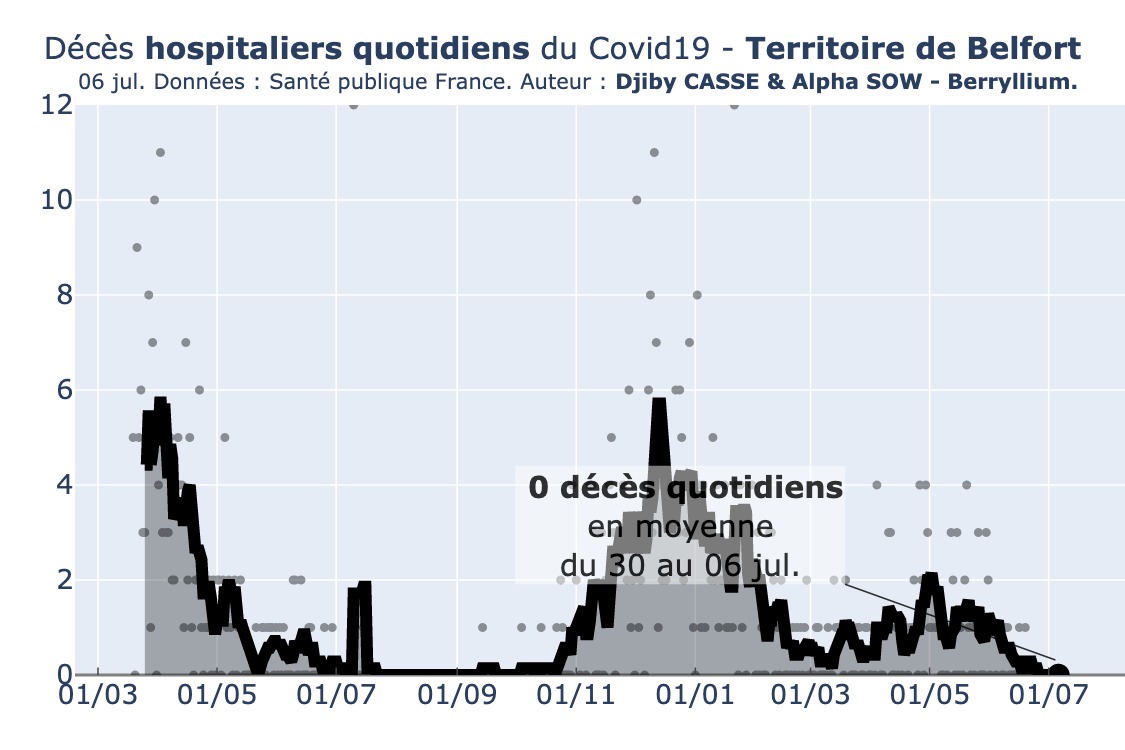 Décès hospitaliers quotidiens du Covid19 - Territoire de Belfort
06 jul. Données : Santé publique France. Auteur : Djiby CASSE & Alpha SOW - Berryllium.
12
10
8
6
4
2
0
0 décès quotidiens
en moyenne
du 30 au 06 jul.
01/03 01/05 01/07 01/09 01/11 01/01 01/03 01/05 01/07